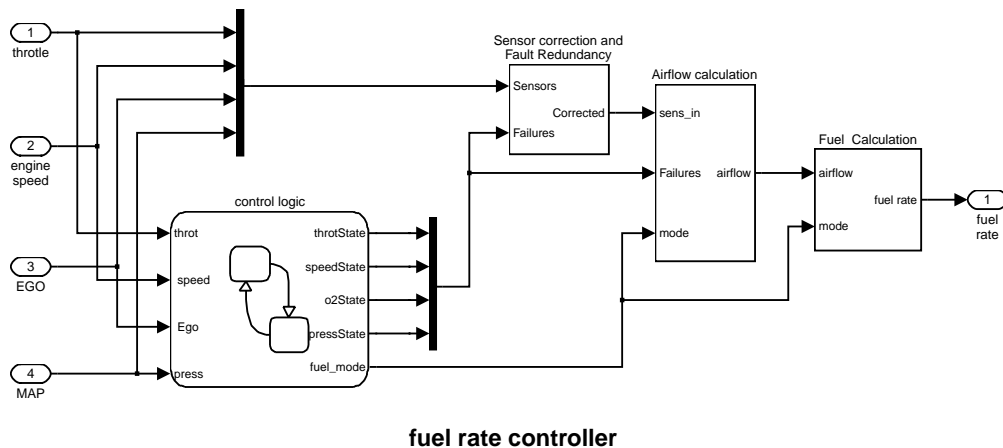 1
throtle
2
engine
speed
3
EGO
4
MAP
control logic
throt
speed
Ego
press
throtState
speedState
o2State
pressState
fuel_mode
Sensor correction and
Fault Redundancy
Sensors
Corrected
Failures
Airflow calculation
sens_in
Failures
airflow
mode
Fuel Calculation
airflow
fuel rate
mode
1
fuel
rate
fuel rate controller